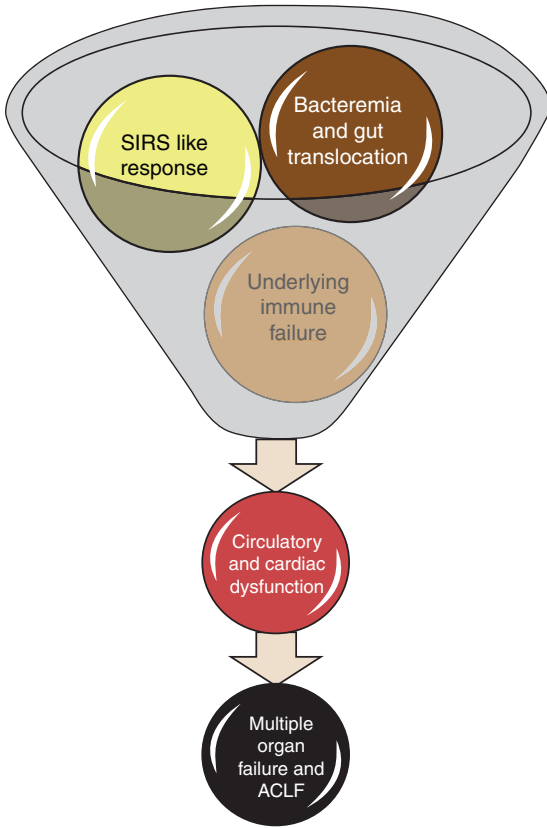 SIRS like
response
Bacteremia
and gut
translocation
Underlying
immune
failure
Circulatory
and cardiac
dysfunction
Multiple
organ
failure and
ACLF